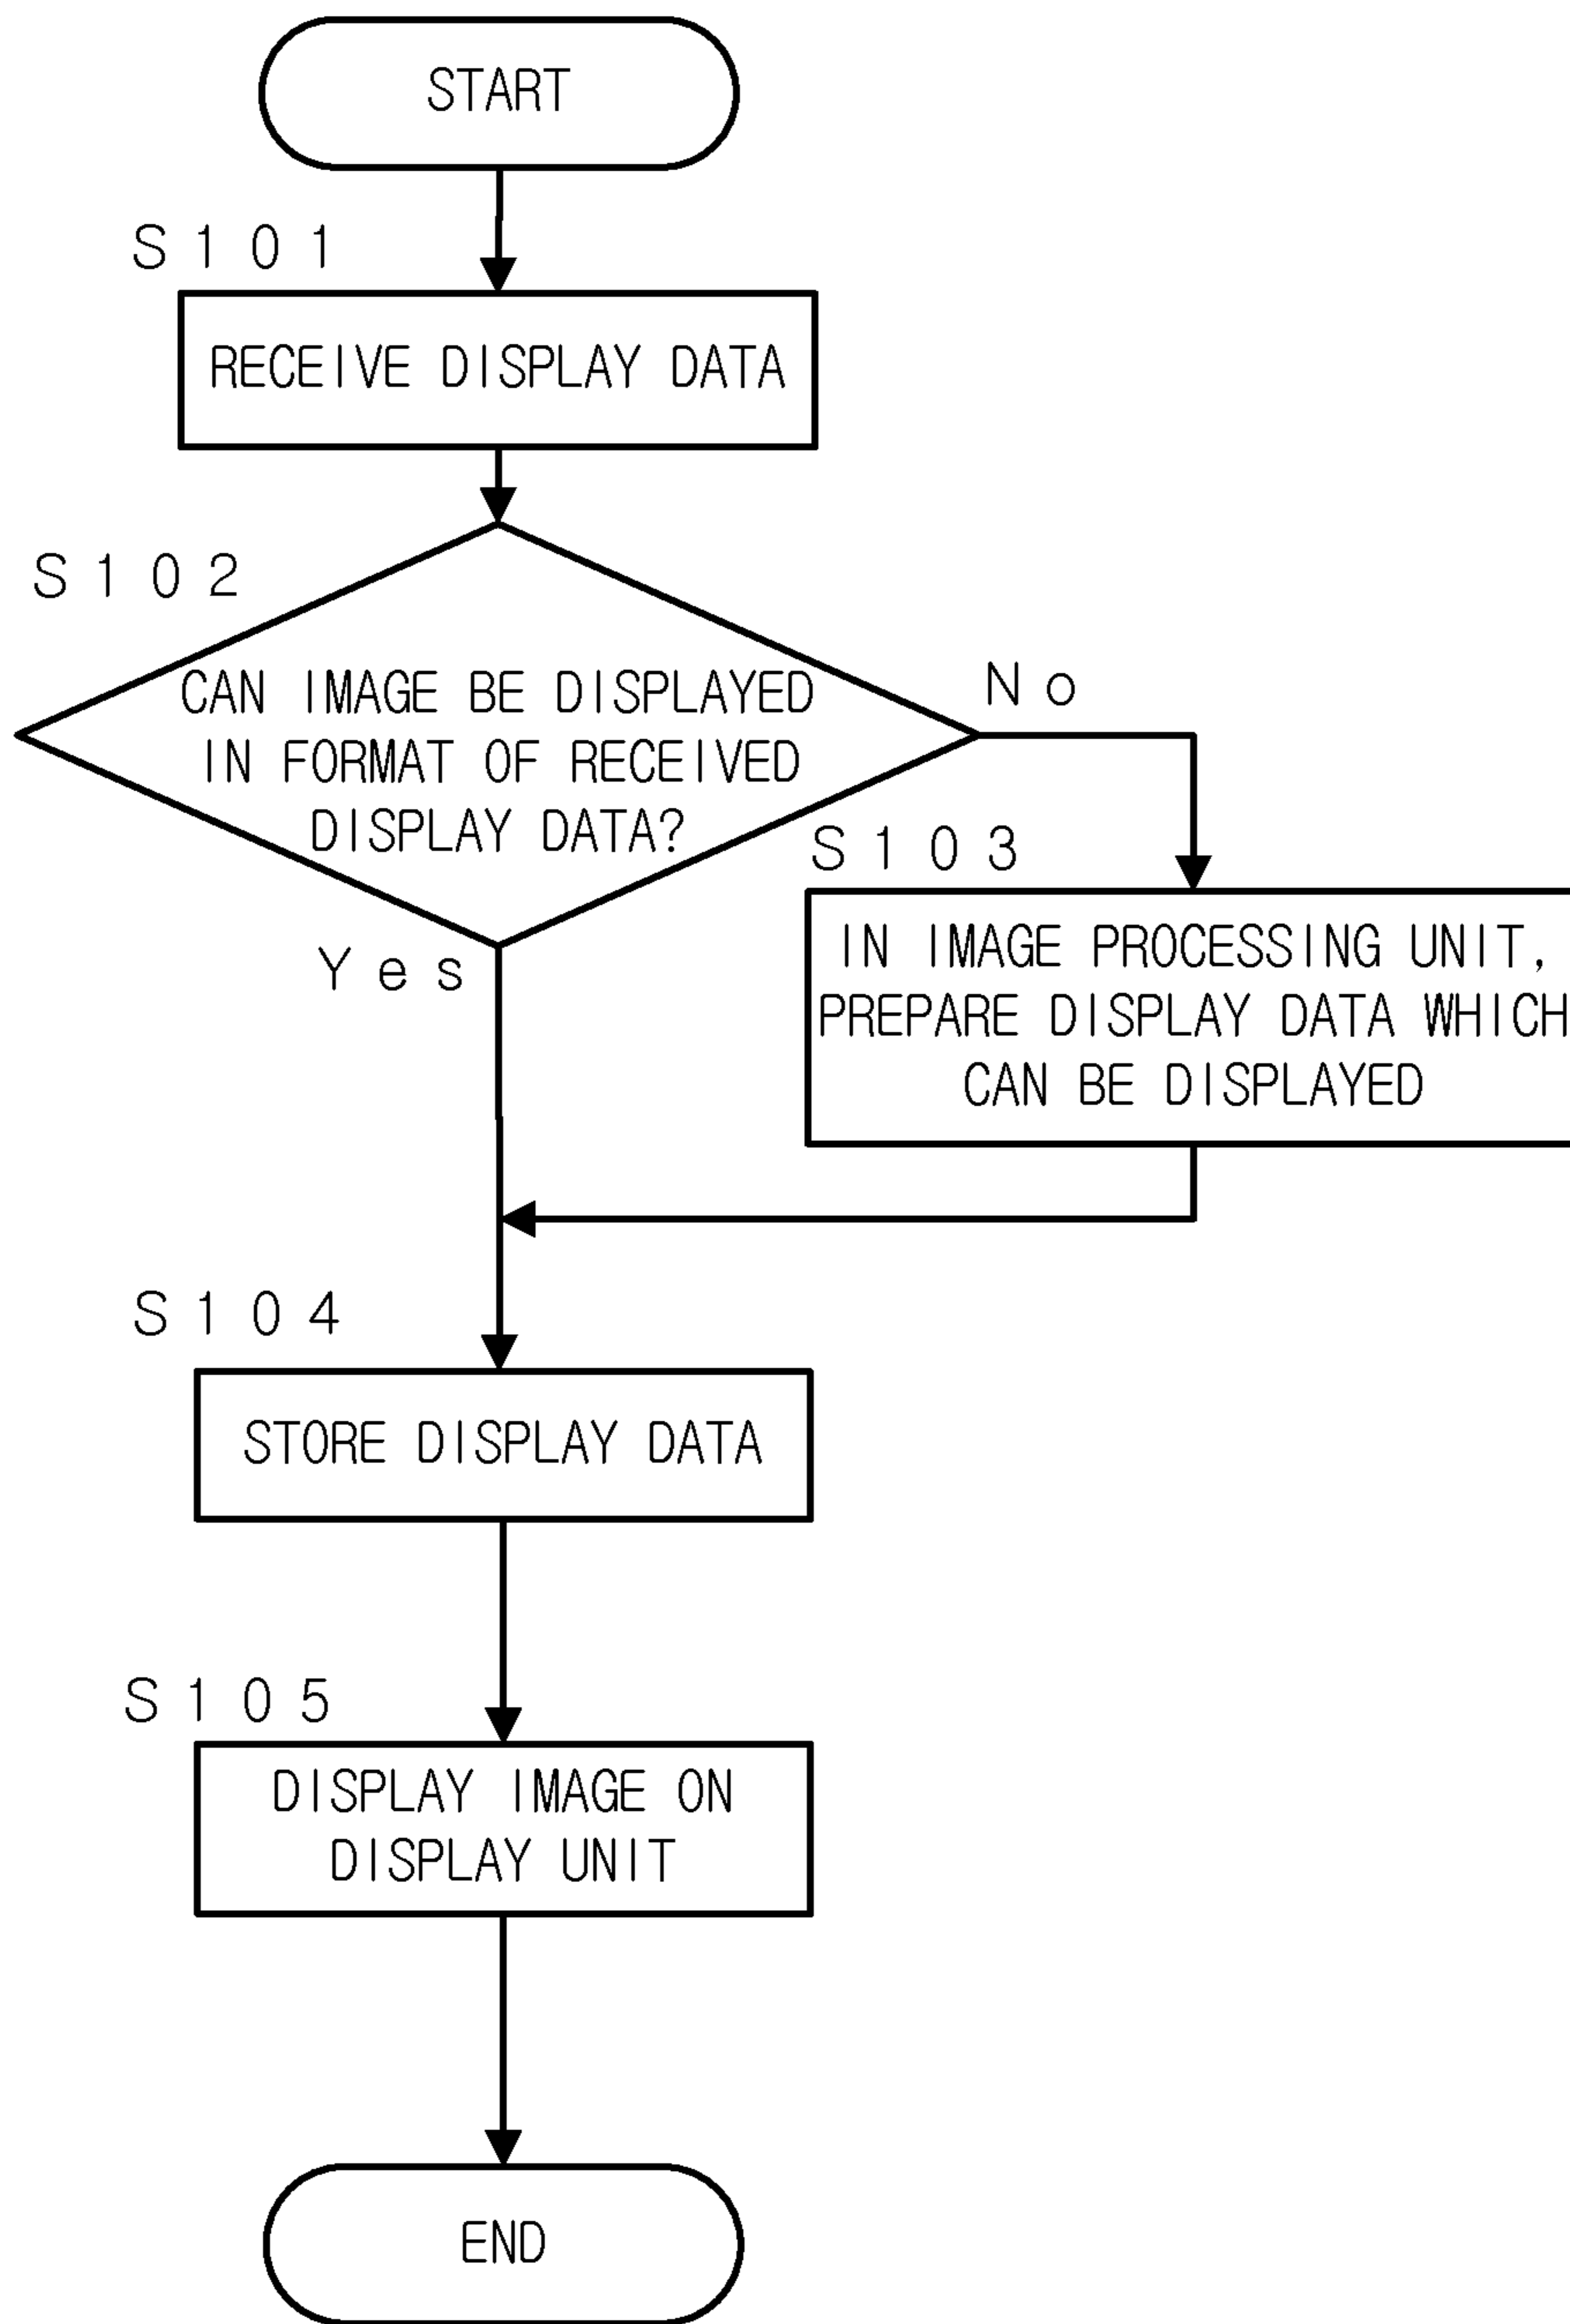 START
S101
RECEIVE DISPLAY DATA
S102
CAN IMAGE BE DISPLAYED
IN FORMAT OF RECEIVED
DISPLAY DATA?
No
Yes
S103
IN IMAGE PROCESSING UNIT,
PREPARE DISPLAY DATA WHICH
CAN BE DISPLAYED
S104
STORE DISPLAY DATA
S105
DISPLAY IMAGE ON
DISPLAY UNIT
END